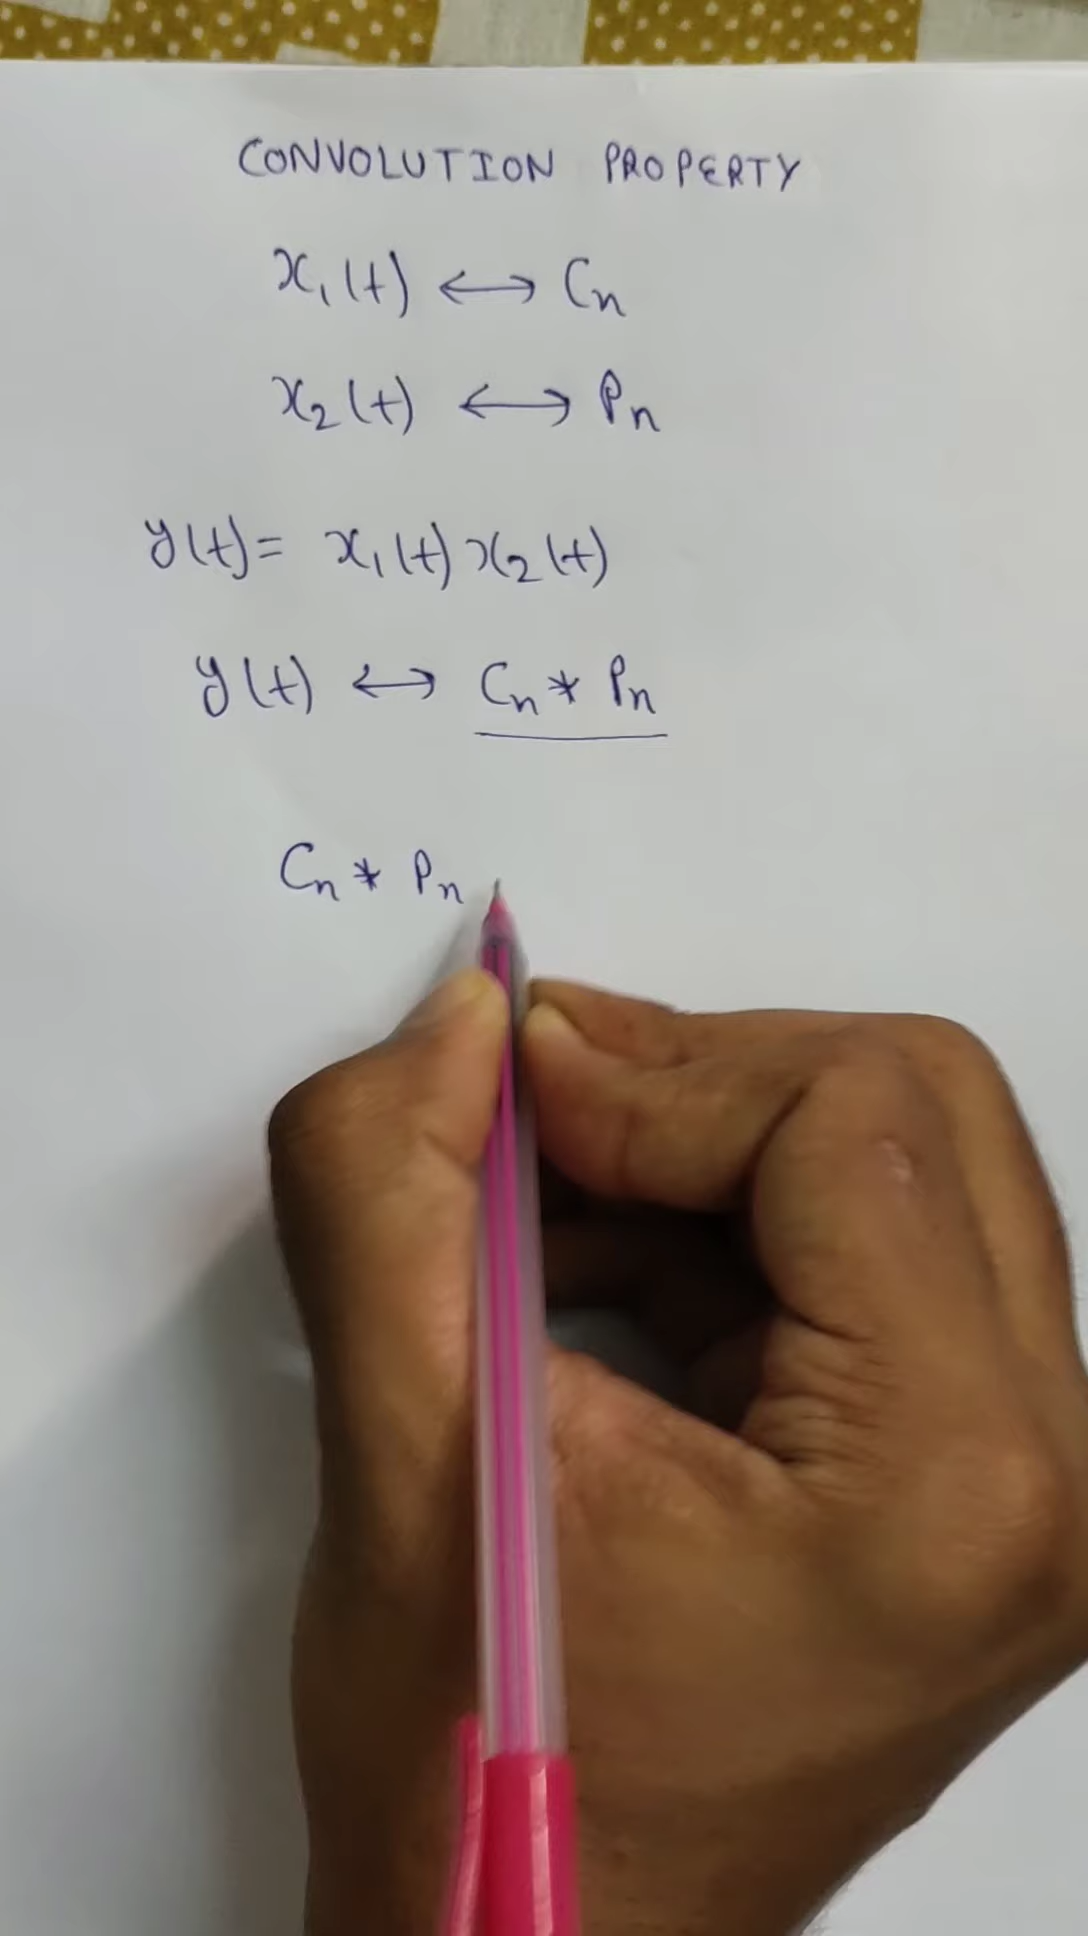 CONVOLUTION PROPERTY
x₁(t) ↔ Cn
x₂(t) ↔ Pn
y(t) = x₁(t) x₂(t)
y(t) ↔ Cn * Pn
Cn * Pn